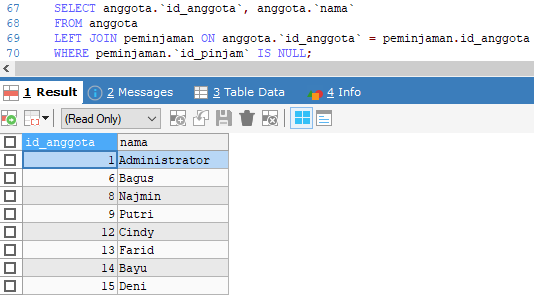 67 SELECT anggota.`id_anggota`, anggota.`nama`
68 FROM anggota
69 LEFT JOIN peminjaman ON anggota.`id_anggota` = peminjaman.id_anggota
70 WHERE peminjaman.`id_pinjam` IS NULL;
1 Result 2 Messages 3 Table Data 4 Info
(Read Only)
id_anggota nama
1 Administrator
6 Bagus
8 Najmin
9 Putri
12 Cindy
13 Farid
14 Bayu
15 Deni